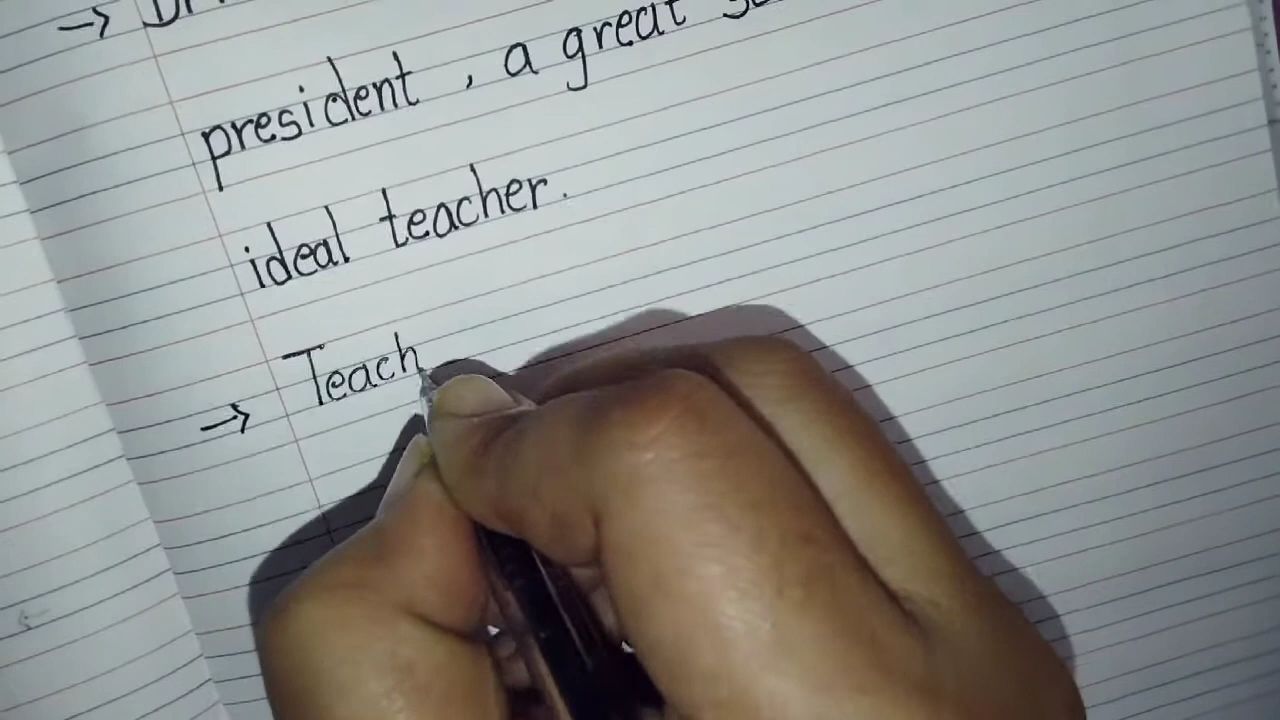 →
president, a great
ideal teacher.
→ Teach